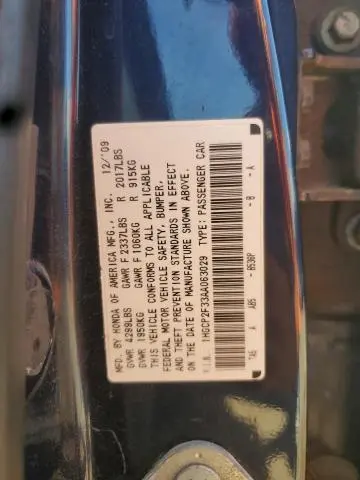 MFD. BY HONDA OF AMERICA MFG., INC. 12/'09
GVWR 4299LBS GAWR F 2337LBS R 2017LBS
GVWR 1950KG GAWR F 1060KG R 915KG
THIS VEHICLE CONFORMS TO ALL APPLICABLE
FEDERAL MOTOR VEHICLE SAFETY, BUMPER,
AND THEFT PREVENTION STANDARDS IN EFFECT
ON THE DATE OF MANUFACTURE SHOWN ABOVE.
V.I.N. 1HGCP2F33AA063029 TYPE: PASSENGER CAR
A - B - A